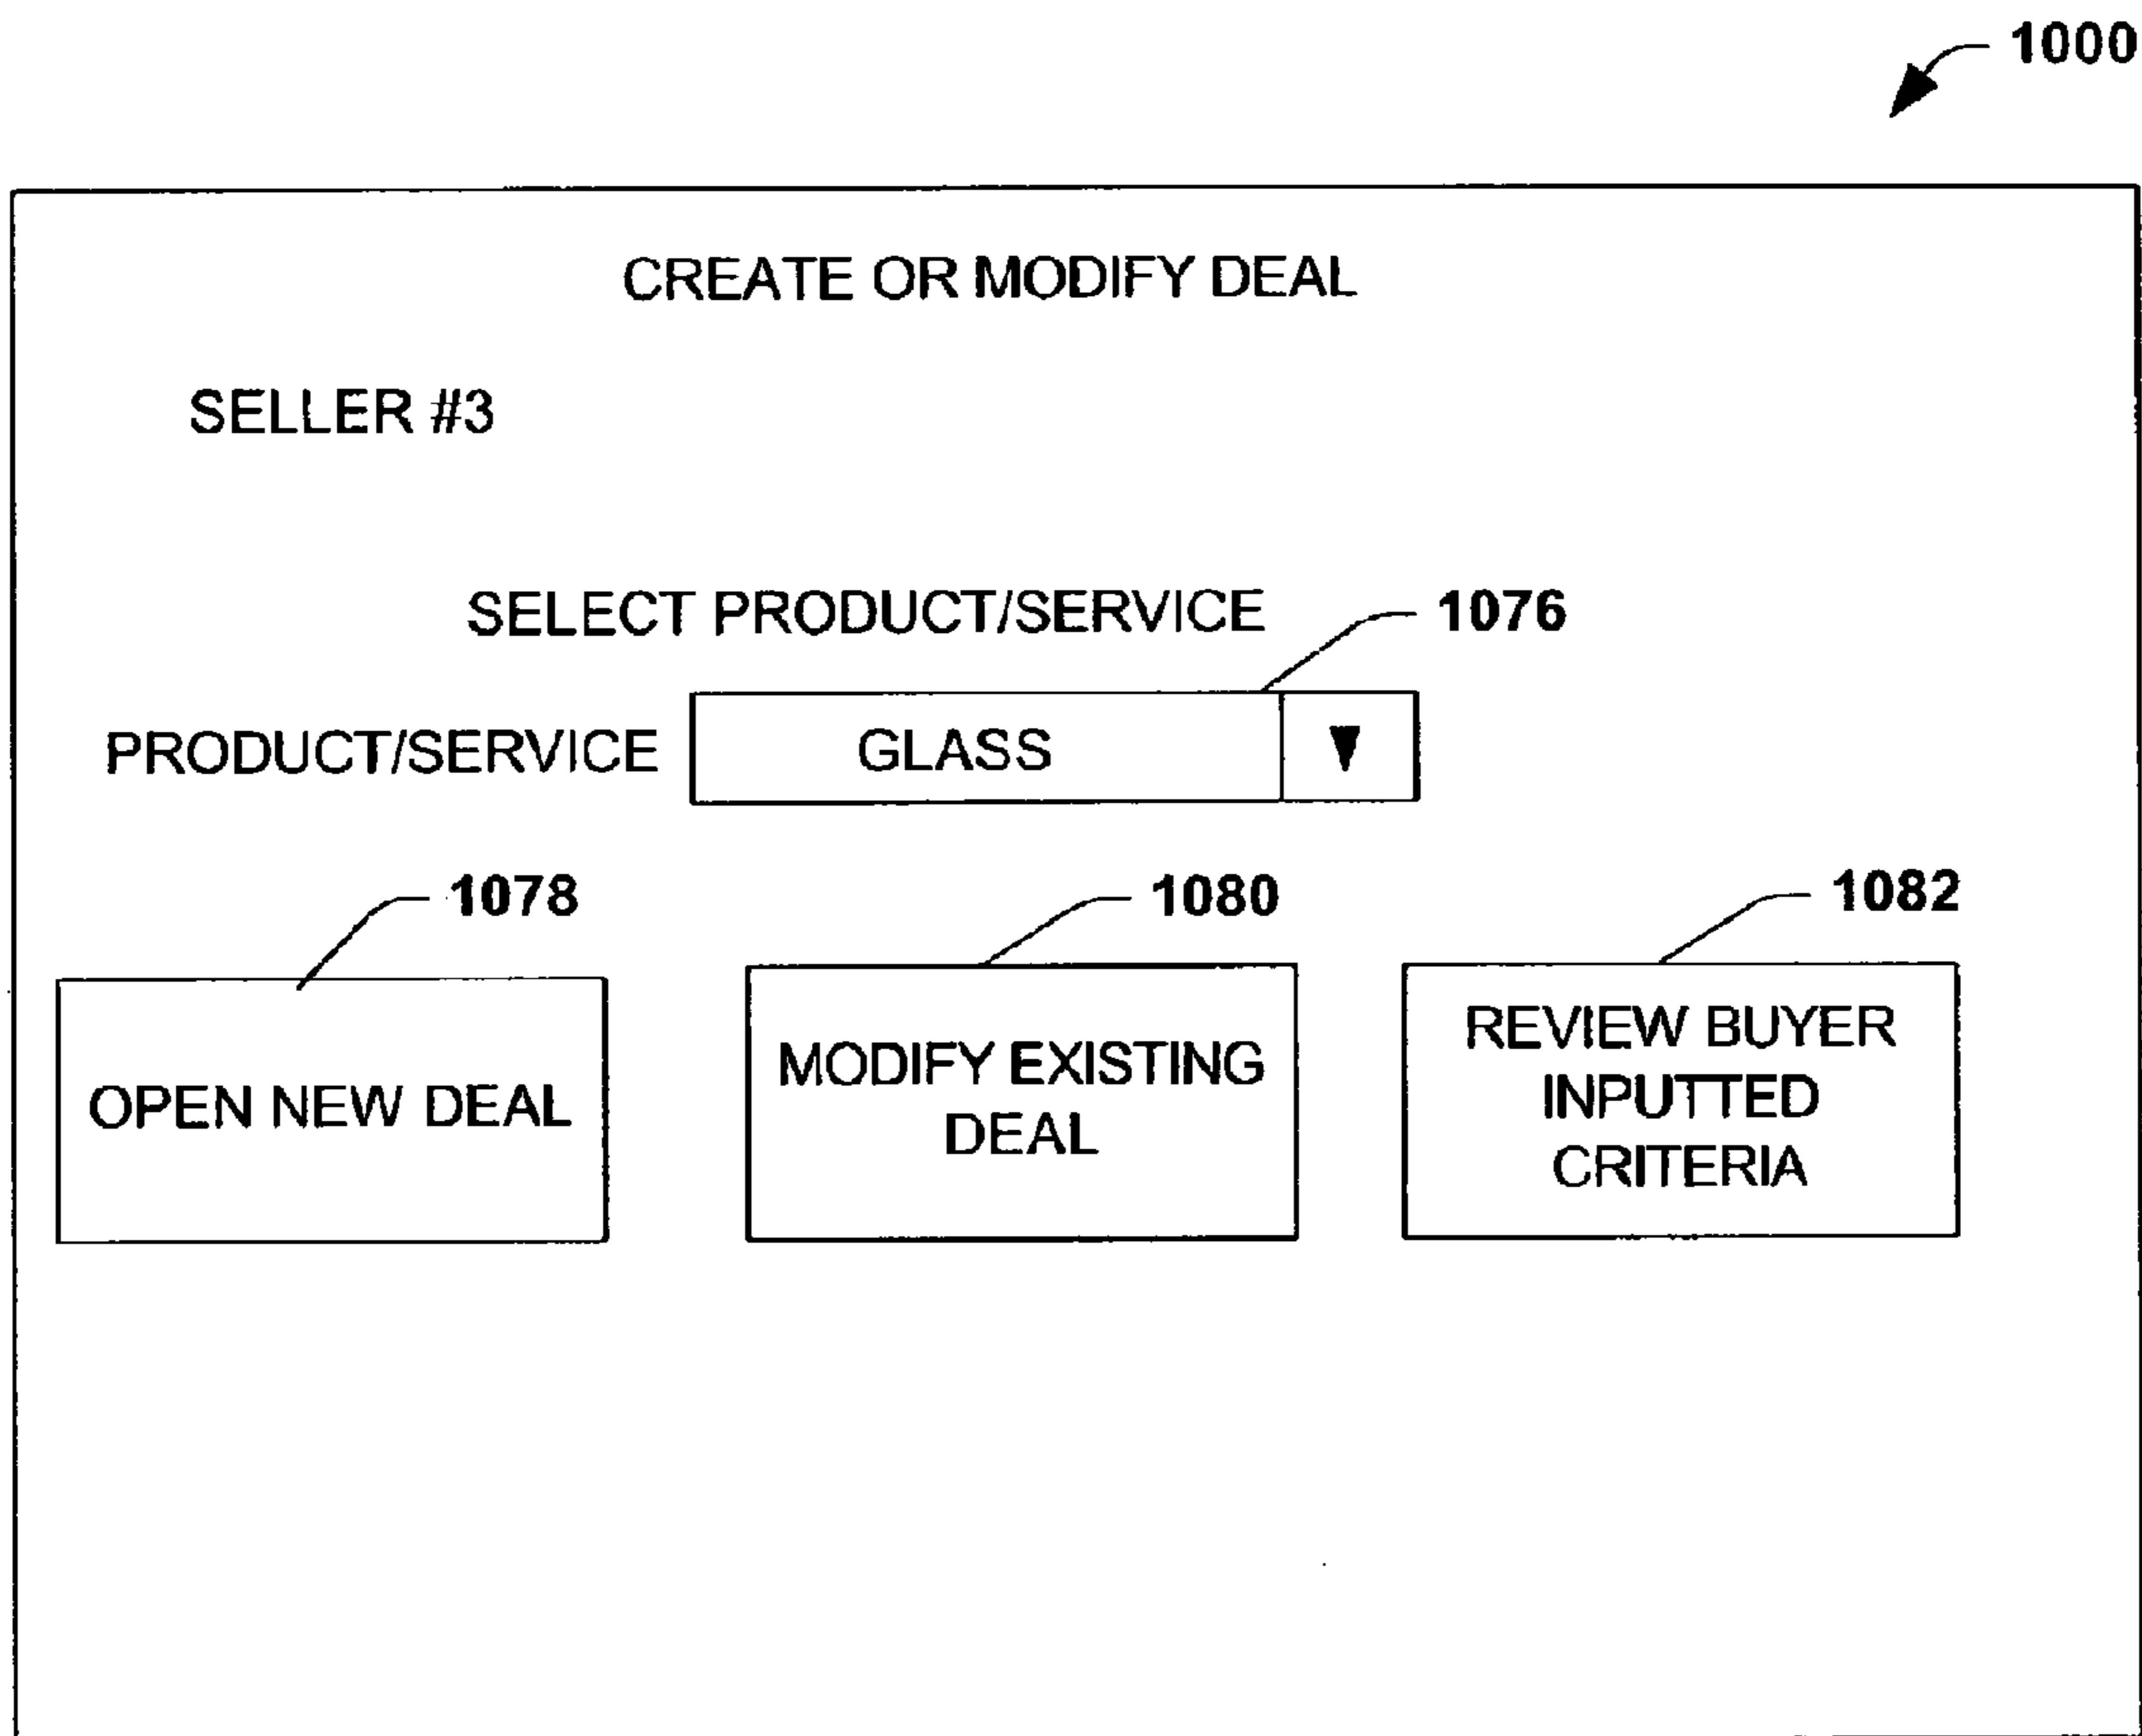 1000
CREATE OR MODIFY DEAL
SELLER #3
SELECT PRODUCT/SERVICE
1076
PRODUCT/SERVICE
GLASS
1078
1080
1082
OPEN NEW DEAL
MODIFY EXISTING
DEAL
REVIEW BUYER
INPUTTED
CRITERIA